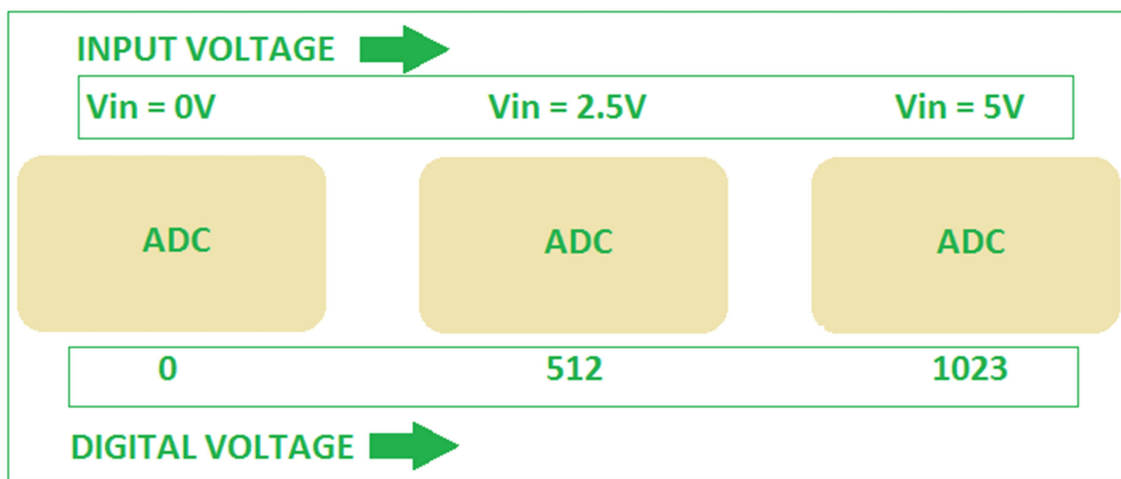 INPUT VOLTAGE
Vin = 0V Vin = 2.5V Vin = 5V
ADC ADC ADC
0 512 1023
DIGITAL VOLTAGE